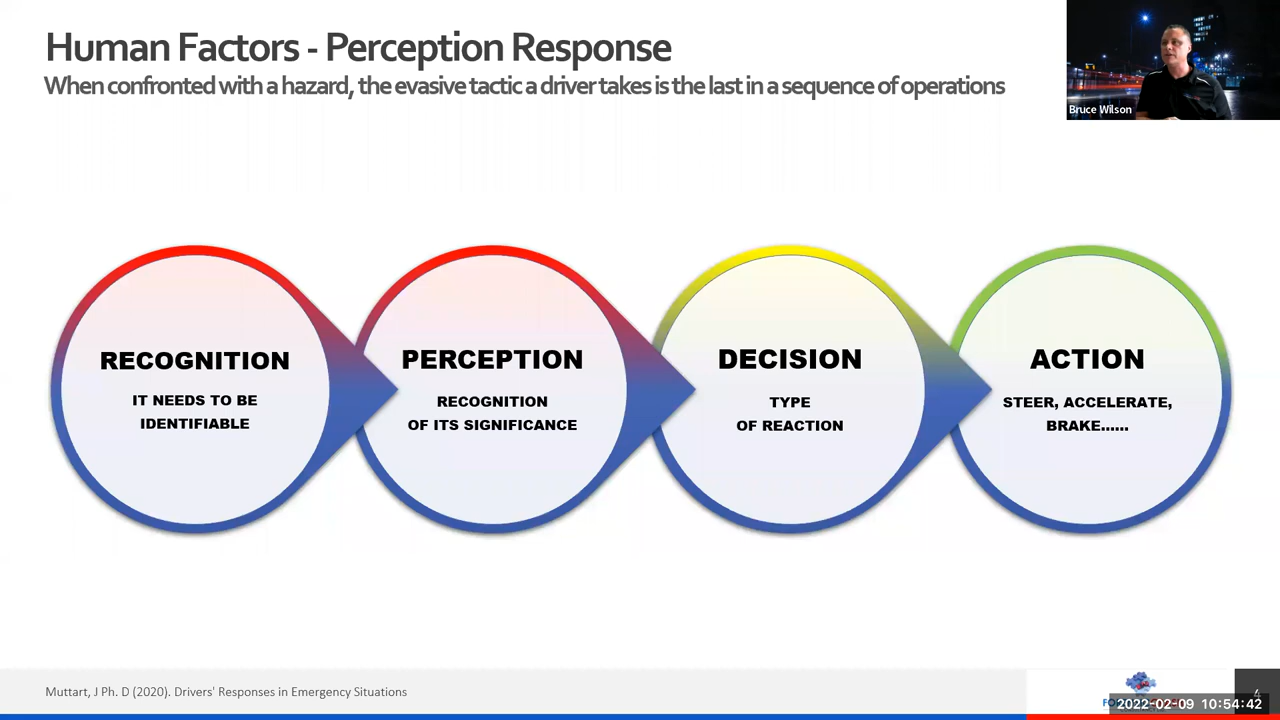 Human Factors - Perception Response
When confronted with a hazard, the evasive tactic a driver takes is the last in a sequence of operations
Bruce Wilson
RECOGNITION
IT NEEDS TO BE
IDENTIFIABLE
PERCEPTION
RECOGNITION
OF ITS SIGNIFICANCE
DECISION
TYPE
OF REACTION
ACTION
STEER, ACCELERATE,
BRAKE......
Muttart, J Ph. D (2020). Drivers' Responses in Emergency Situations
4
2022-02-09 10:54:42